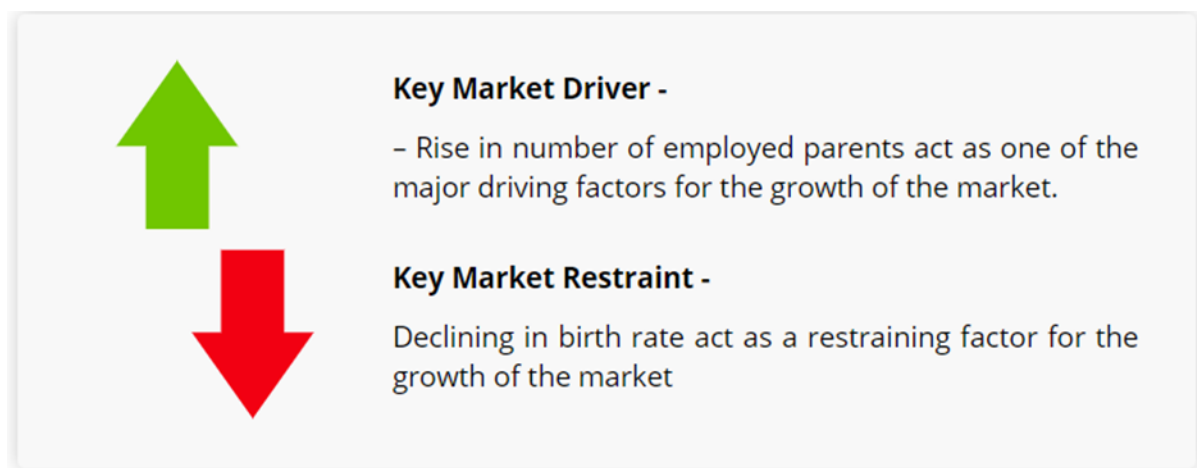 Key Market Driver -
– Rise in number of employed parents act as one of the
major driving factors for the growth of the market.
Key Market Restraint -
Declining in birth rate act as a restraining factor for the
growth of the market